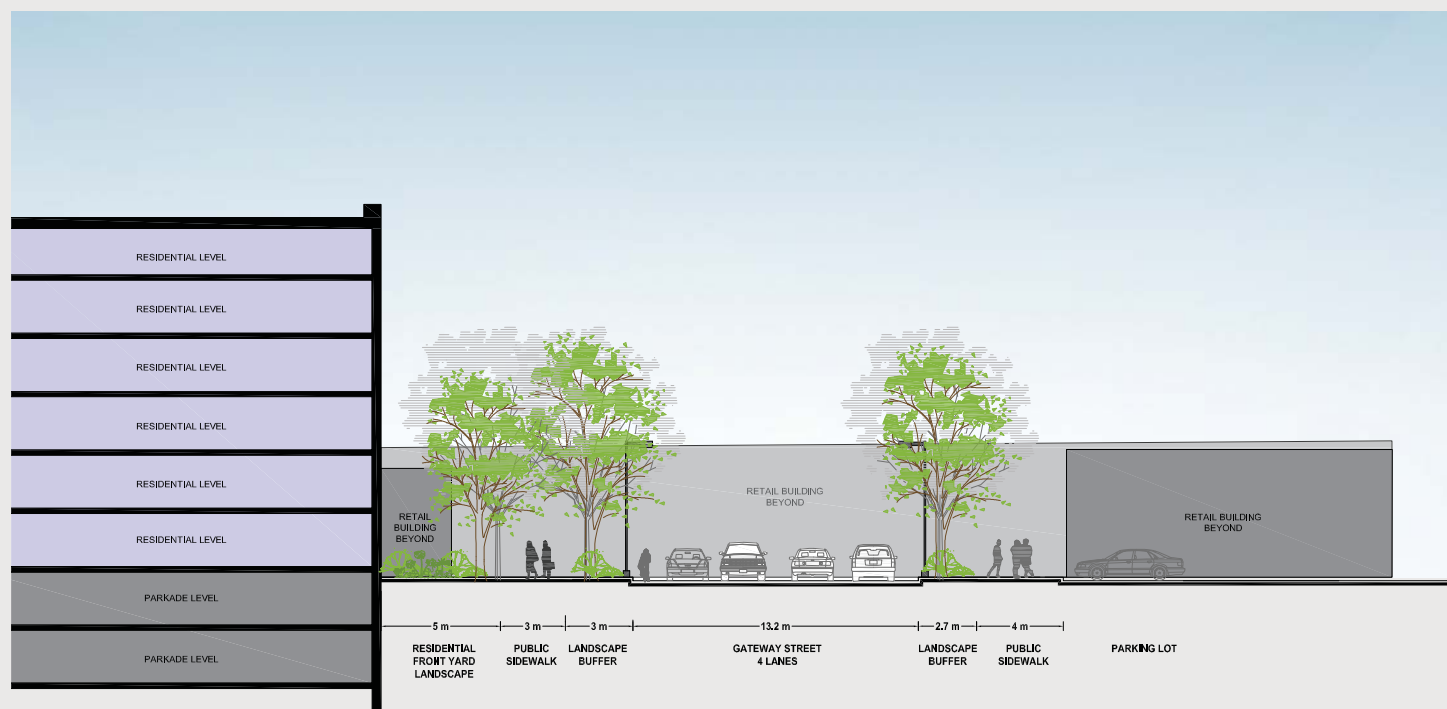 RESIDENTIAL LEVEL
RESIDENTIAL LEVEL
RESIDENTIAL LEVEL
RESIDENTIAL LEVEL
RESIDENTIAL LEVEL
RESIDENTIAL LEVEL
PARKADE LEVEL
PARKADE LEVEL
RETAIL
BUILDING
BEYOND
RETAIL BUILDING
BEYOND
RETAIL BUILDING
BEYOND
5 m
3 m
3 m
13.2 m
2.7 m
4 m
RESIDENTIAL
FRONT YARD
LANDSCAPE
PUBLIC
SIDEWALK
LANDSCAPE
BUFFER
GATEWAY STREET
4 LANES
LANDSCAPE
BUFFER
PUBLIC
SIDEWALK
PARKING LOT